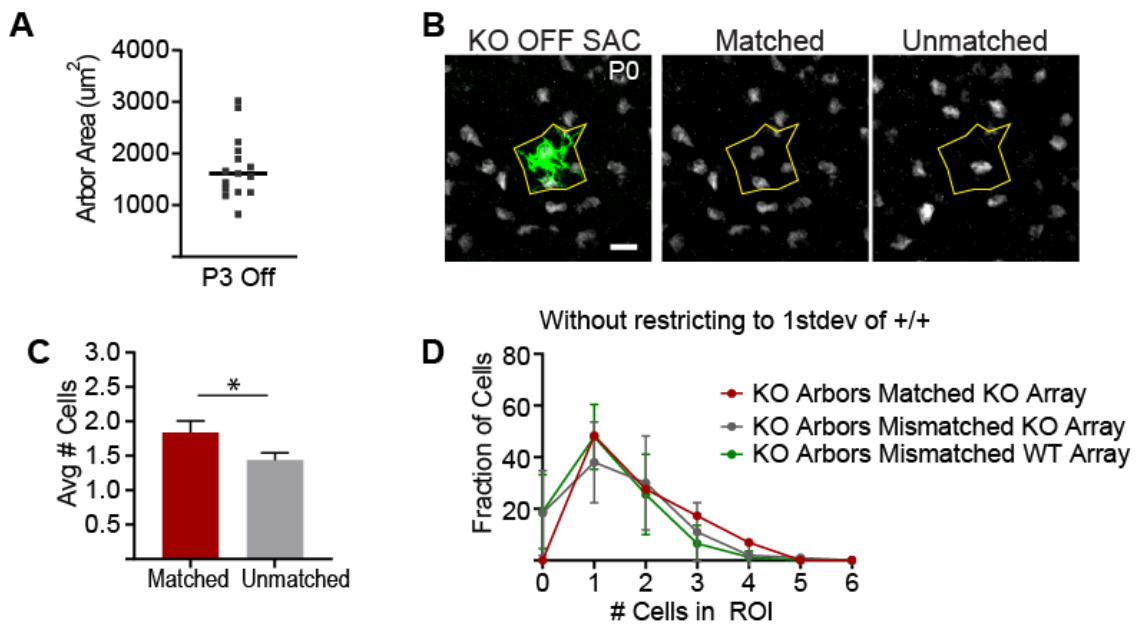 A
Arbor Area (um2)
4000
3000
2000
1000
P3 Off
B
KO OFF SAC
Matched
Unmatched
P0
C
Avg # Cells
3.0
2.5
2.0
1.5
1.0
0.5
*
Matched
Unmatched
Without restricting to 1stdev of +/+
D
Fraction of Cells
80
60
40
20
0 1 2 3 4 5 6
# Cells in ROI
KO Arbors Matched KO Array
KO Arbors Mismatched KO Array
KO Arbors Mismatched WT Array